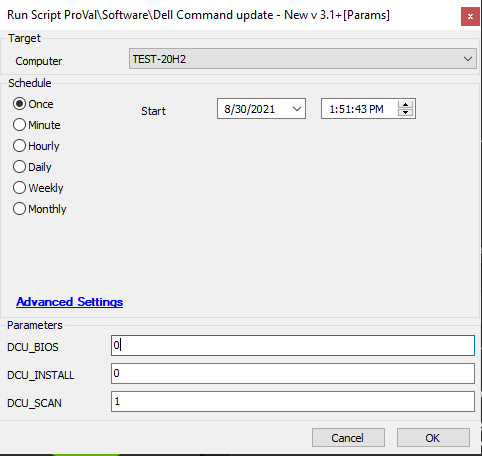 Run Script ProVal\Software\Dell Command update - New v 3.1+[Params] x
Target
Computer TEST-20H2
Schedule
Once Start 8/30/2021 1:51:43 PM
Minute
Hourly
Daily
Weekly
Monthly
Advanced Settings
Parameters
DCU_BIOS 0
DCU_INSTALL 0
DCU_SCAN 1
Cancel OK